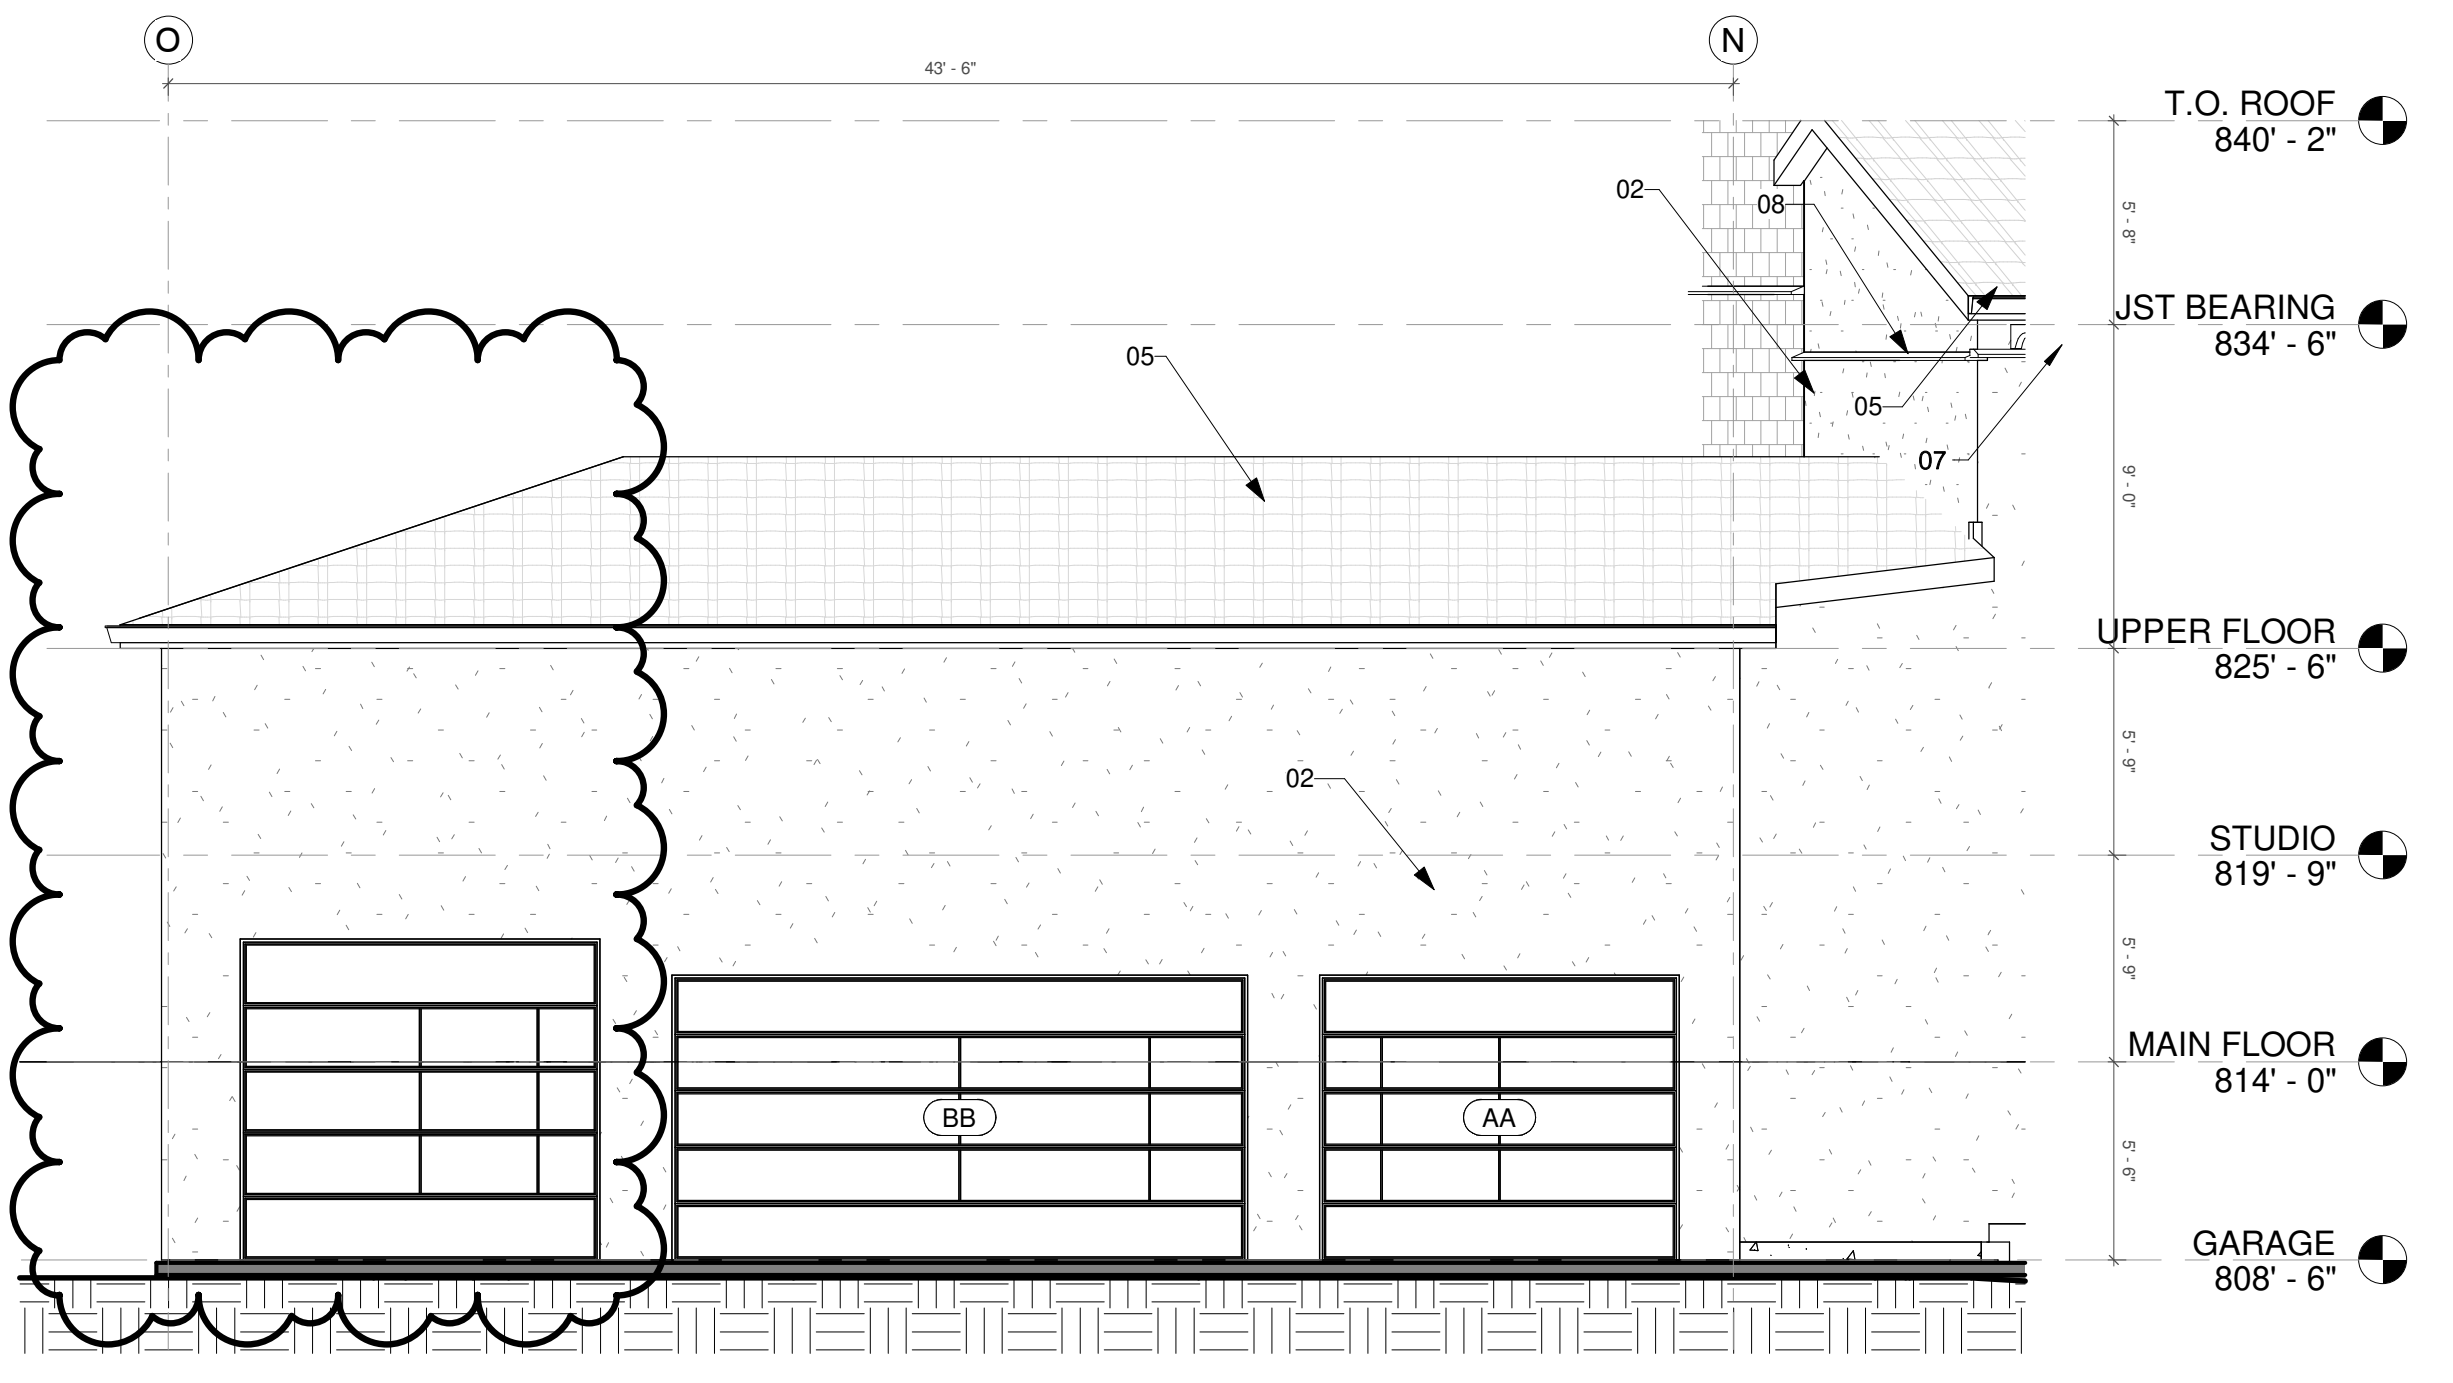 O
N
43' - 6"
T.O. ROOF
840' - 2"
02
08
5' - 8"
JST BEARING
834' - 6"
05
05
07
9' - 0"
UPPER FLOOR
825' - 6"
5' - 9"
02
STUDIO
819' - 9"
5' - 9"
MAIN FLOOR
814' - 0"
BB
AA
5' - 6"
GARAGE
808' - 6"